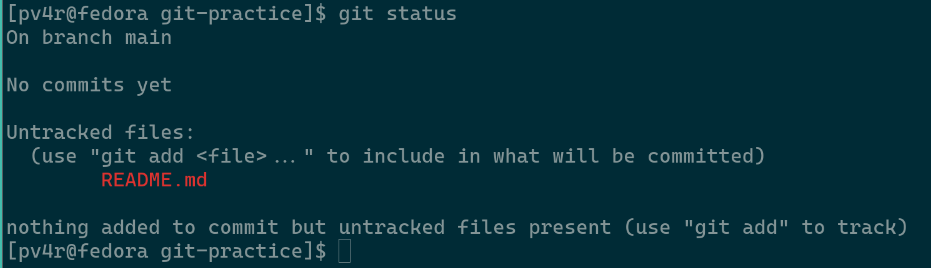 [pv4r@fedora git-practice]$ git status
On branch main
No commits yet
Untracked files:
  (use "git add <file>..." to include in what will be committed)
        README.md
nothing added to commit but untracked files present (use "git add" to track)
[pv4r@fedora git-practice]$